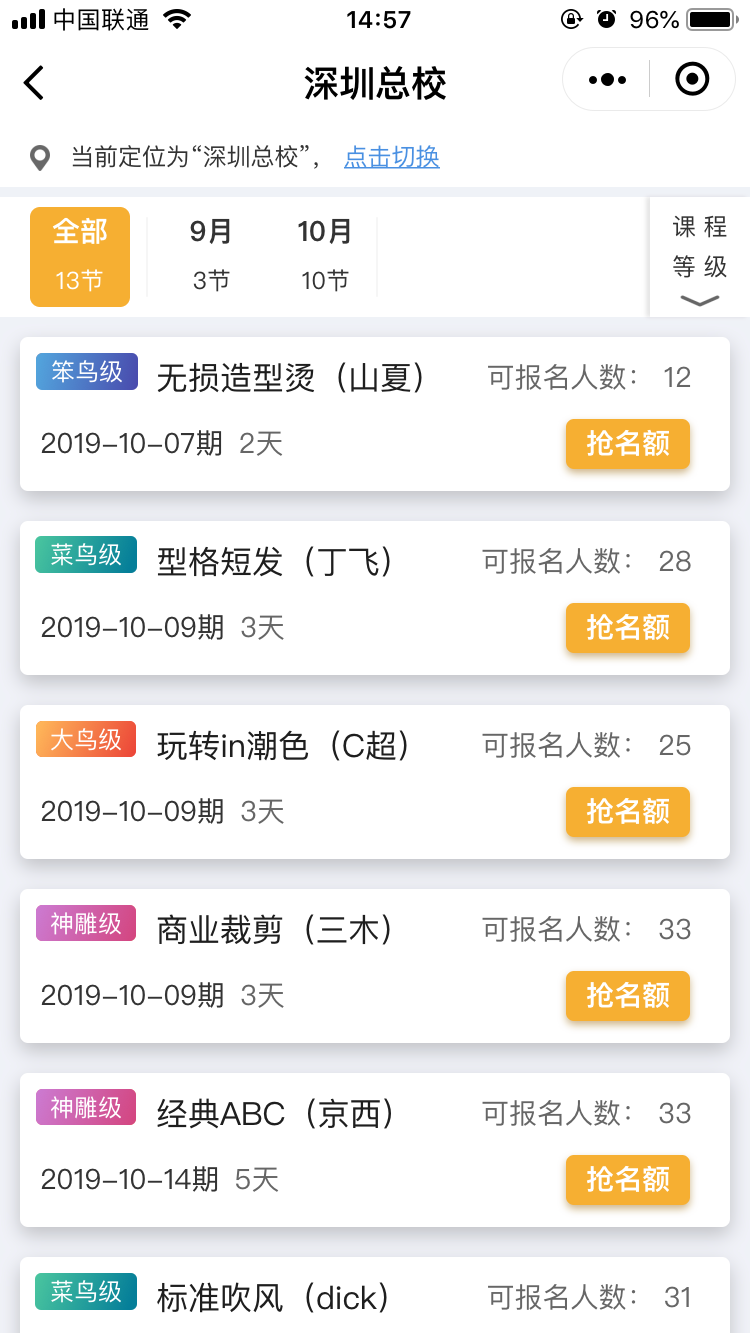 中国联通 14:57 96%
深圳总校
当前定位为“深圳总校”， 点击切换
全部 9月 10月 课程
13节 3节 10节 等级
笨鸟级 无损造型烫（山夏） 可报名人数： 12
2019-10-07期 2天 抢名额
菜鸟级 型格短发（丁飞） 可报名人数： 28
2019-10-09期 3天 抢名额
大鸟级 玩转in潮色（C超） 可报名人数： 25
2019-10-09期 3天 抢名额
神雕级 商业裁剪（三木） 可报名人数： 33
2019-10-09期 3天 抢名额
神雕级 经典ABC（京西） 可报名人数： 33
2019-10-14期 5天 抢名额
菜鸟级 标准吹风（dick） 可报名人数： 31